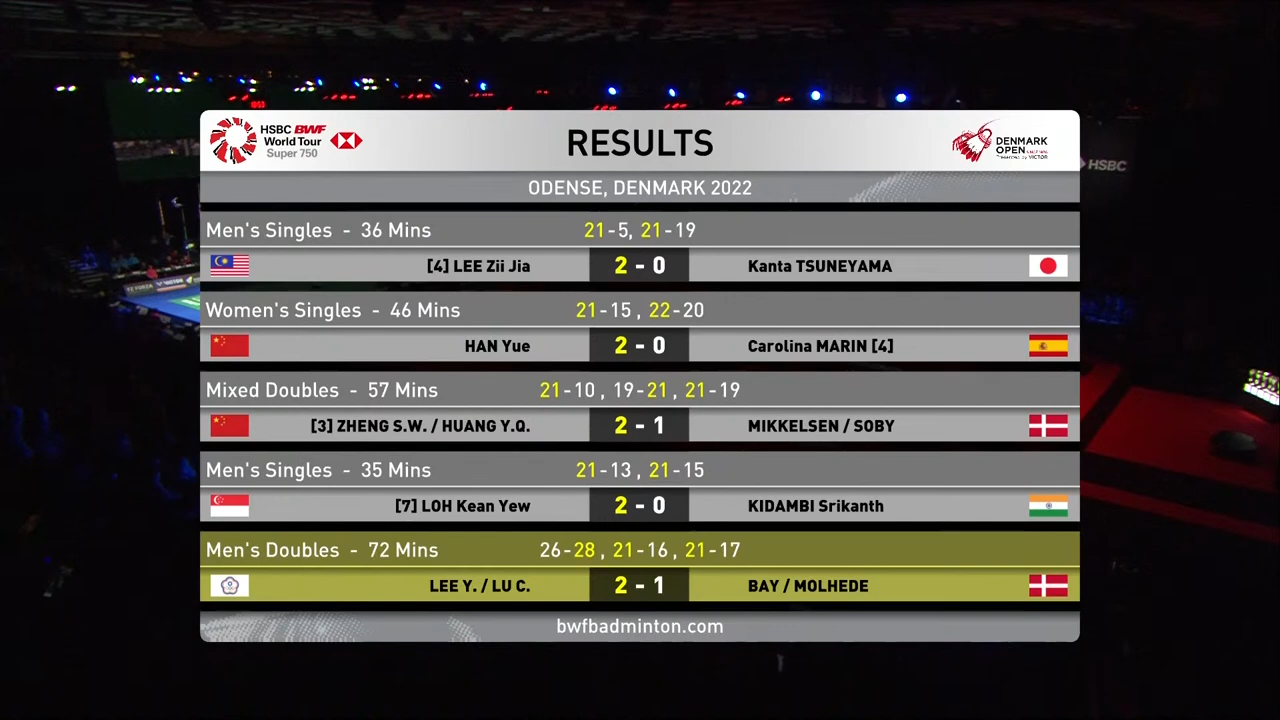 HSBC BWF
World Tour
Super 750
RESULTS
DENMARK
OPEN
Presented by VICTOR
HSBC
ODENSE, DENMARK 2022
Men's Singles - 36 Mins 21-5, 21-19
[4] LEE Zii Jia 2 - 0 Kanta TSUNEYAMA
Women's Singles - 46 Mins 21-15 , 22-20
HAN Yue 2 - 0 Carolina MARIN [4]
Mixed Doubles - 57 Mins 21-10 , 19-21 , 21-19
[3] ZHENG S.W. / HUANG Y.Q. 2 - 1 MIKKELSEN / SOBY
Men's Singles - 35 Mins 21-13 , 21-15
[7] LOH Kean Yew 2 - 0 KIDAMBI Srikanth
Men's Doubles - 72 Mins 26-28 , 21-16 , 21-17
LEE Y. / LU C. 2 - 1 BAY / MOLHEDE
bwfbadminton.com